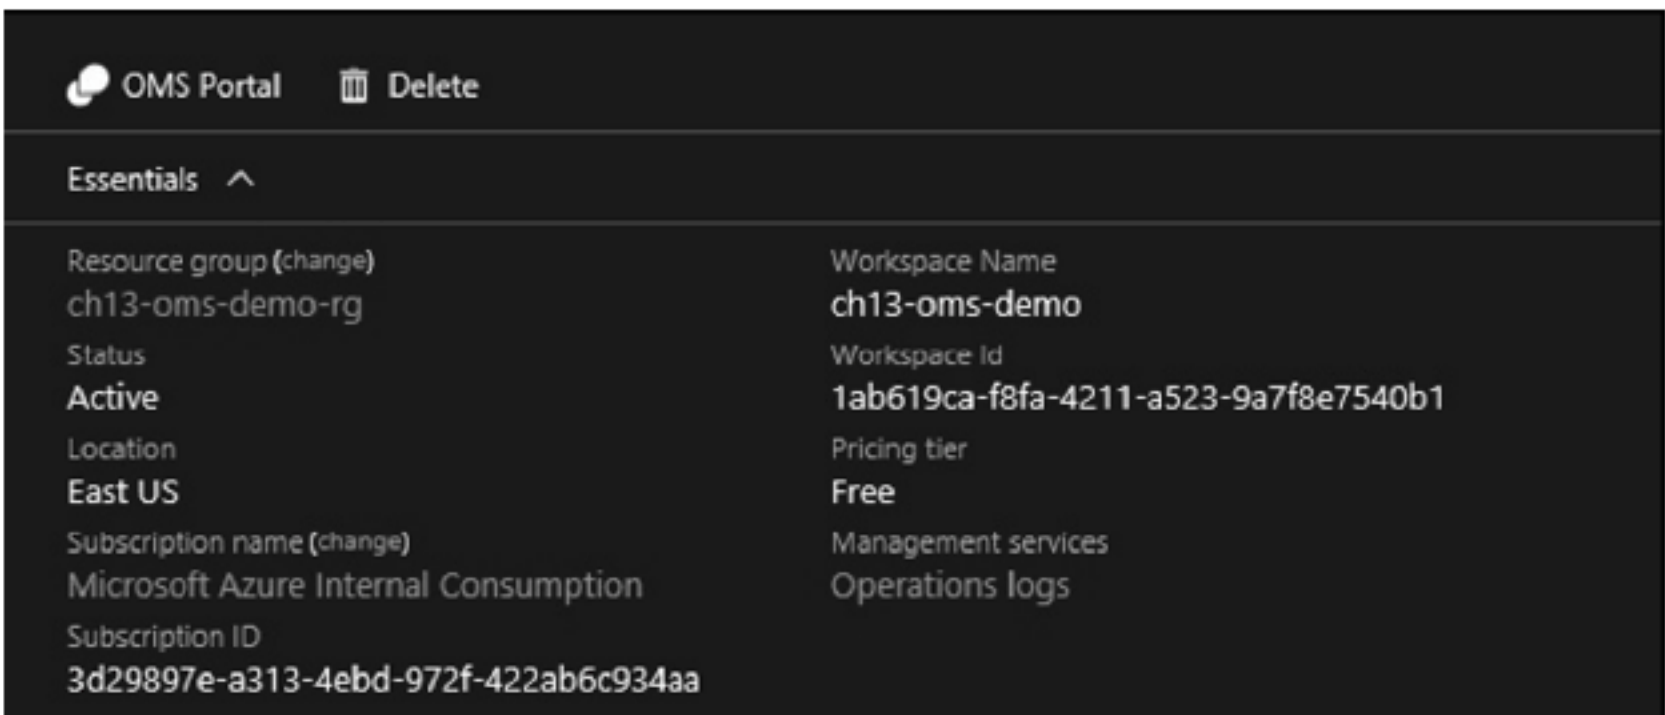 OMS Portal Delete
Essentials
Resource group (change)
ch13-oms-demo-rg
Status
Active
Location
East US
Subscription name (change)
Microsoft Azure Internal Consumption
Subscription ID
3d29897e-a313-4ebd-972f-422ab6c934aa
Workspace Name
ch13-oms-demo
Workspace Id
1ab619ca-f8fa-4211-a523-9a7f8e7540b1
Pricing tier
Free
Management services
Operations logs